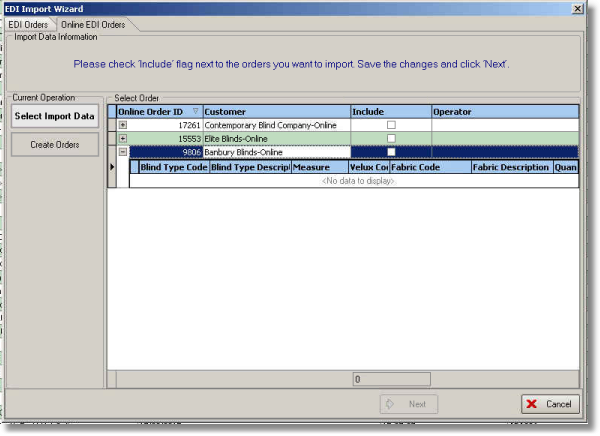 EDI Import Wizard
EDI Orders Online EDI Orders
Import Data Information
Please check 'Include' flag next to the orders you want to import. Save the changes and click 'Next'.
Current Operation
Select Import Data
Create Orders
Select Order
Online Order ID Customer Include Operator
17261 Contemporary Blind Company-Online
15553 Elite Blinds-Online
9806 Banbury Blinds-Online
Blind Type Code Blind Type Descrip Measure Velux Cor Fabric Code Fabric Description Quan
<No data to display>
0
Next Cancel